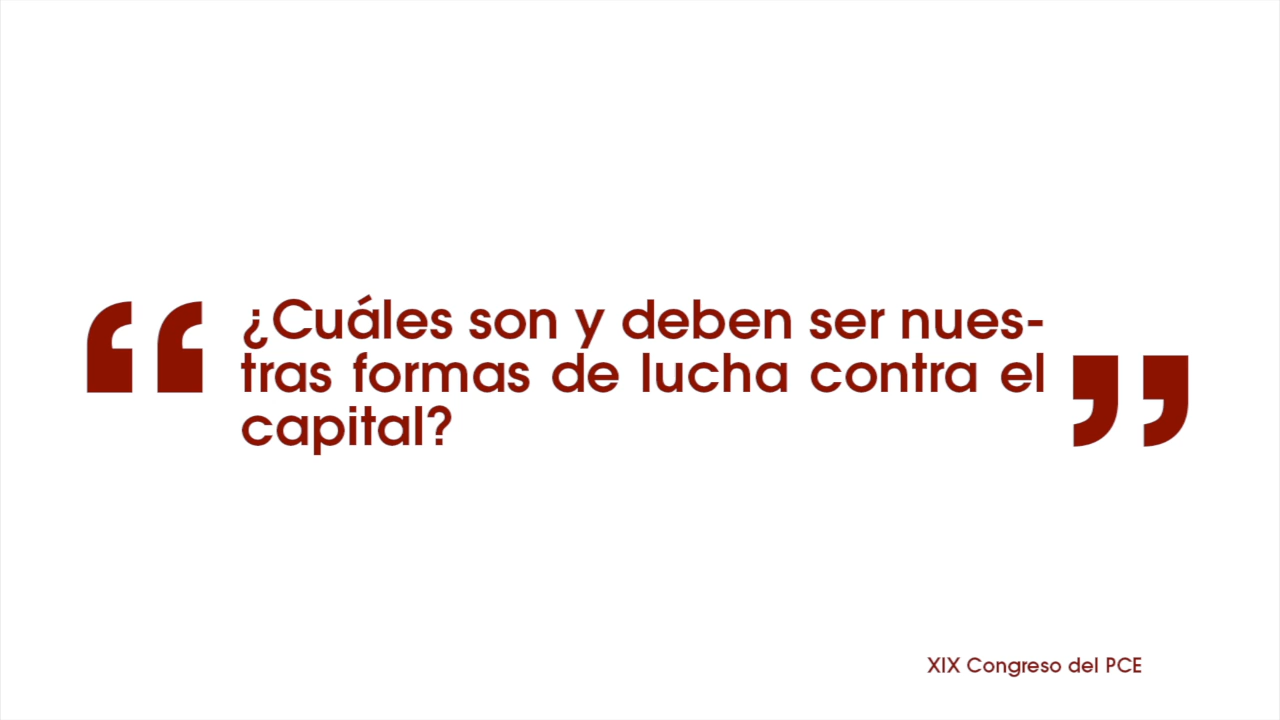 “ ¿Cuáles son y deben ser nues-
tras formas de lucha contra el
capital? ”
XIX Congreso del PCE